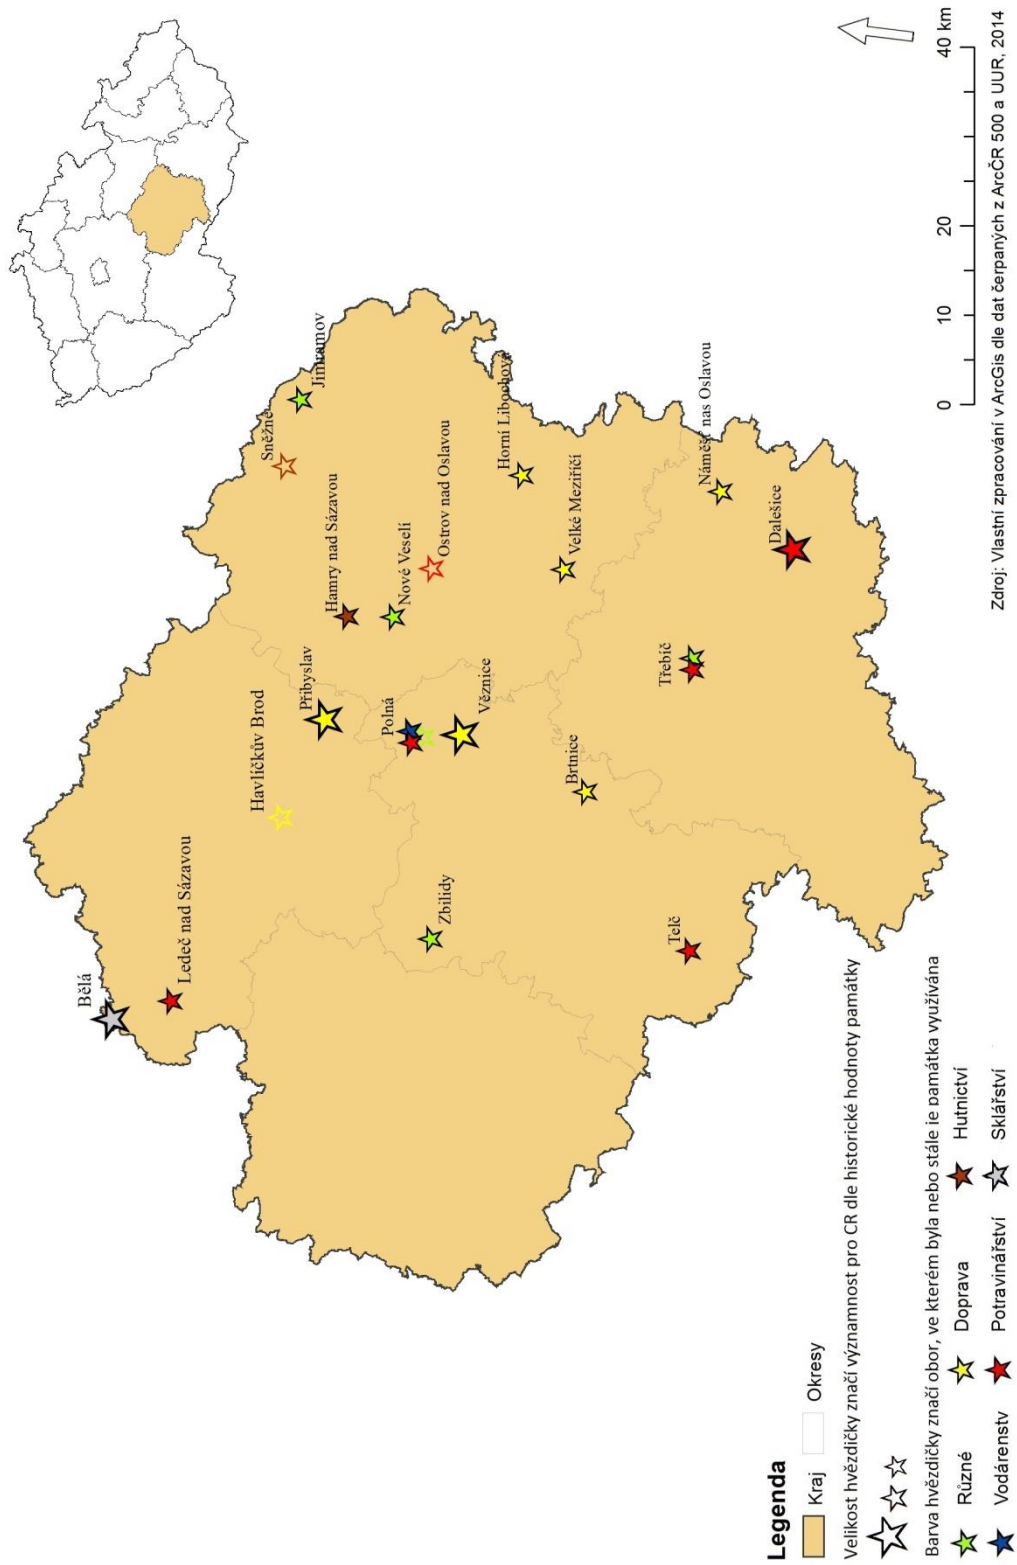 Bělá
Ledeč nad Sázavou
Havlíčkův Brod
Přibyslav
Sněžné
Jimramov
Hamry nad Sázavou
Nové Veselí
Ostrov nad Oslavou
Polná
Věznice
Zbilidy
Horní Libochová
Velké Meziříčí
Brtnice
Třebíč
Telč
Náměšť nas Oslavou
Dalešice
0 10 20 40 km
Legenda
Kraj Okresy
Velikost hvězdičky značí významnost pro CR dle historické hodnoty památky
Barva hvězdičky značí obor, ve kterém byla nebo stále je památka využívána
Různé Doprava Hutnictví
Vodárenstv Potravinářství Sklářství
Zdroj: Vlastní zpracování v ArcGis dle dat čerpaných z ArcČR 500 a UUR, 2014